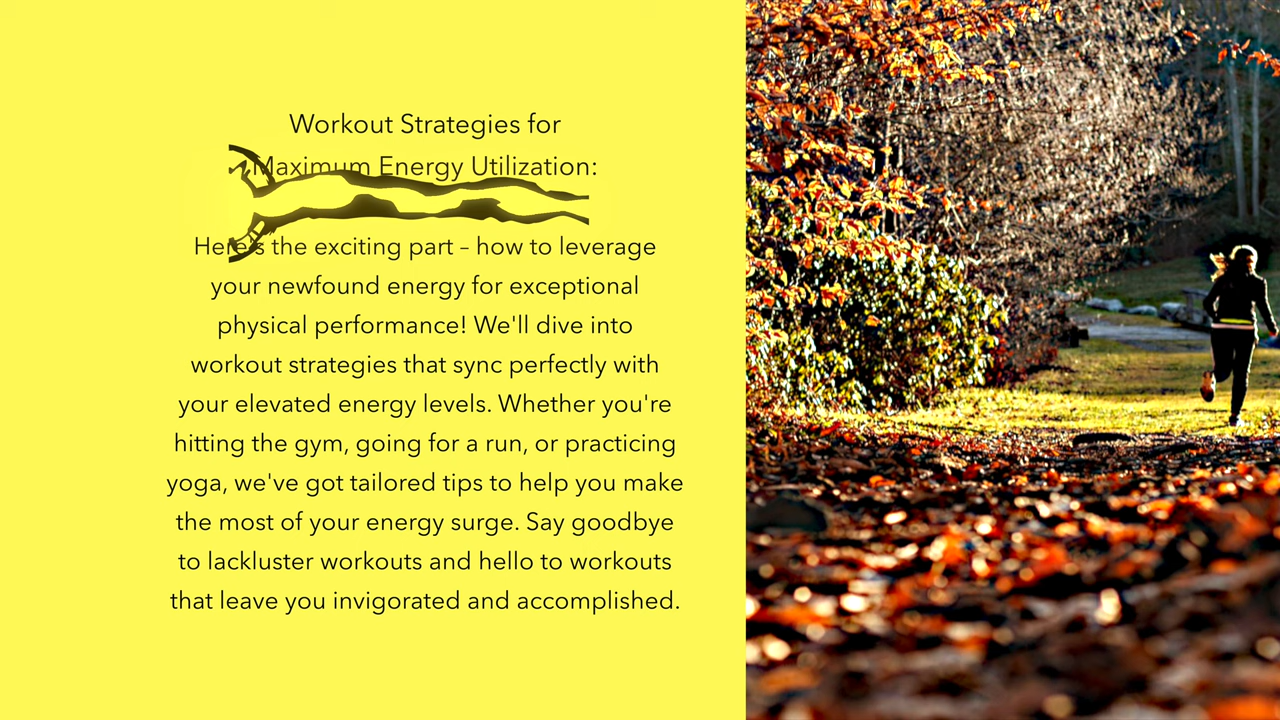 Workout Strategies for
Maximum Energy Utilization:
Here's the exciting part – how to leverage
your newfound energy for exceptional
physical performance! We'll dive into
workout strategies that sync perfectly with
your elevated energy levels. Whether you're
hitting the gym, going for a run, or practicing
yoga, we've got tailored tips to help you make
the most of your energy surge. Say goodbye
to lackluster workouts and hello to workouts
that leave you invigorated and accomplished.